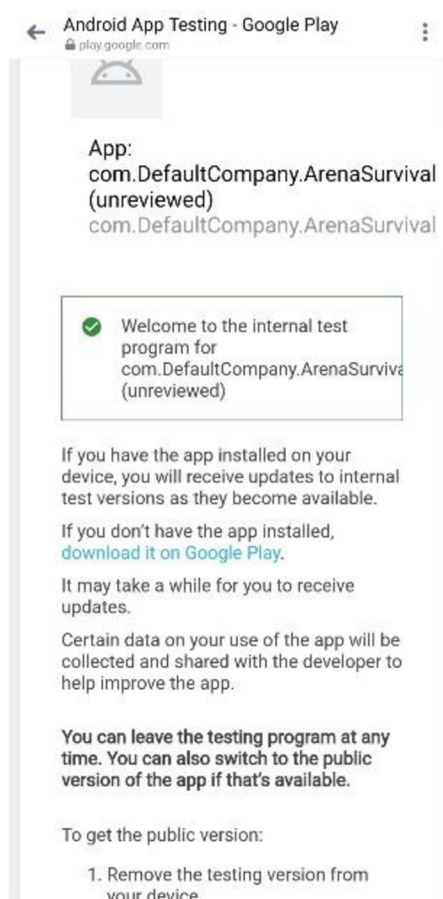 Android App Testing - Google Play
play.google.com
App:
com.DefaultCompany.ArenaSurvival
(unreviewed)
com.DefaultCompany.ArenaSurvival
Welcome to the internal test
program for
com.DefaultCompany.ArenaSurviva
(unreviewed)
If you have the app installed on your
device, you will receive updates to internal
test versions as they become available.
If you don't have the app installed,
download it on Google Play.
It may take a while for you to receive
updates.
Certain data on your use of the app will be
collected and shared with the developer to
help improve the app.
You can leave the testing program at any
time. You can also switch to the public
version of the app if that's available.
To get the public version:
1. Remove the testing version from
your device